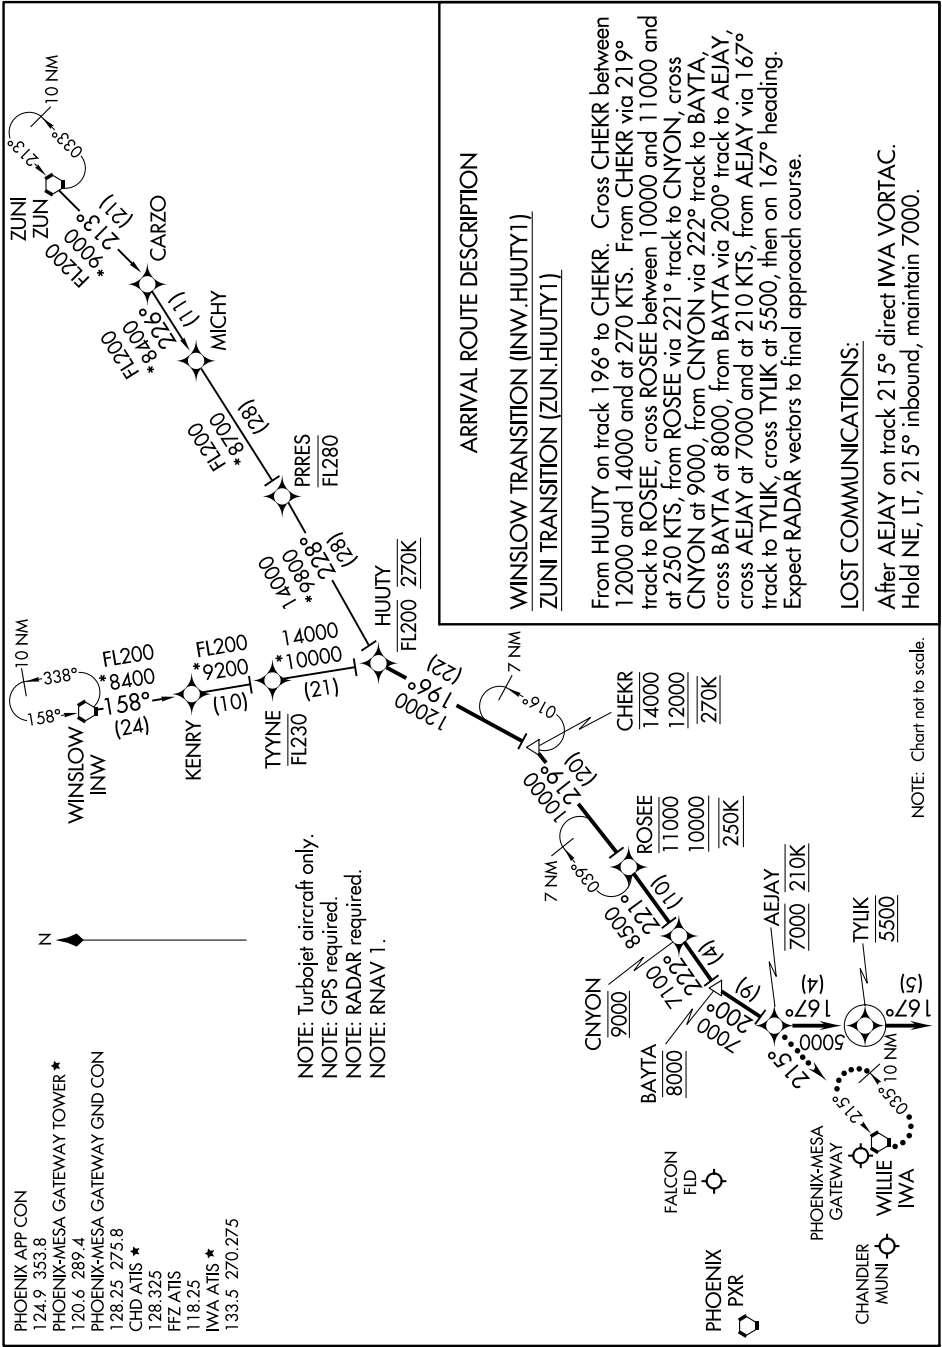 PHOENIX APP CON
124.9 353.8
PHOENIX-MESA GATEWAY TOWER ★
120.6 289.4
PHOENIX-MESA GATEWAY GND CON
128.25 275.8
CHD ATIS ★
128.325
FFZ ATIS
118.25
IWA ATIS ★
133.5 270.275
N
NOTE: Turbojet aircraft only.
NOTE: GPS required.
NOTE: RADAR required.
NOTE: RNAV 1.
WINSLOW
INW
10 NM
338°
158°
FL200
*8400
158°
(24)
KENRY
FL200
*9200
(10)
TYYNE
FL230
14000
*10000
(21)
ZUNI
ZUN
10 NM
213°
033°
FL200
*9000
213°
(21)
CARZO
FL200
*8400
226°
(11)
MICHY
FL200
*8700
(28)
PRRES
FL280
14000
*9800
228°
(28)
HUUTY
FL200 270K
12000
196°
(22)
7 NM
016°
CHEKR
14000
12000
270K
10000
219°
(20)
7 NM
039°
ROSEE
11000
10000
250K
8500
221°
(10)
CNYON
9000
7100
222°
(4)
BAYTA
8000
7000
200°
(9)
AEJAY
7000 210K
167°
(4)
5000
215°
TYLIK
5500
167°
(5)
10 NM
215°
035°
WILLIE
IWA
PHOENIX-MESA
GATEWAY
CHANDLER
MUNI
FALCON
FLD
PHOENIX
PXR
NOTE: Chart not to scale.
ARRIVAL ROUTE DESCRIPTION
WINSLOW TRANSITION (INW.HUUTY1)
ZUNI TRANSITION (ZUN.HUUTY1)
From HUUTY on track 196° to CHEKR. Cross CHEKR between
12000 and 14000 and at 270 KTS. From CHEKR via 219°
track to ROSEE, cross ROSEE between 10000 and 11000 and
at 250 KTS, from ROSEE via 221° track to CNYON, cross
CNYON at 9000, from CNYON via 222° track to BAYTA,
cross BAYTA at 8000, from BAYTA via 200° track to AEJAY,
cross AEJAY at 7000 and at 210 KTS, from AEJAY via 167°
track to TYLIK, cross TYLIK at 5500, then on 167° heading.
Expect RADAR vectors to final approach course.
LOST COMMUNICATIONS:
After AEJAY on track 215° direct IWA VORTAC.
Hold NE, LT, 215° inbound, maintain 7000.